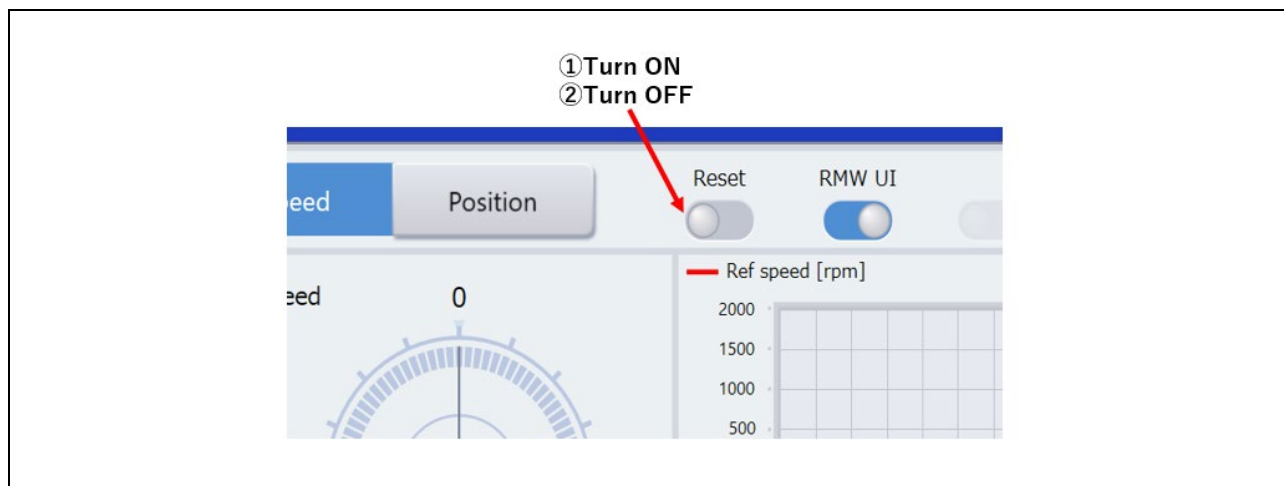 ①Turn ON
②Turn OFF
eed
Position
Reset
RMW UI
eed
0
Ref speed [rpm]
2000
1500
1000
500